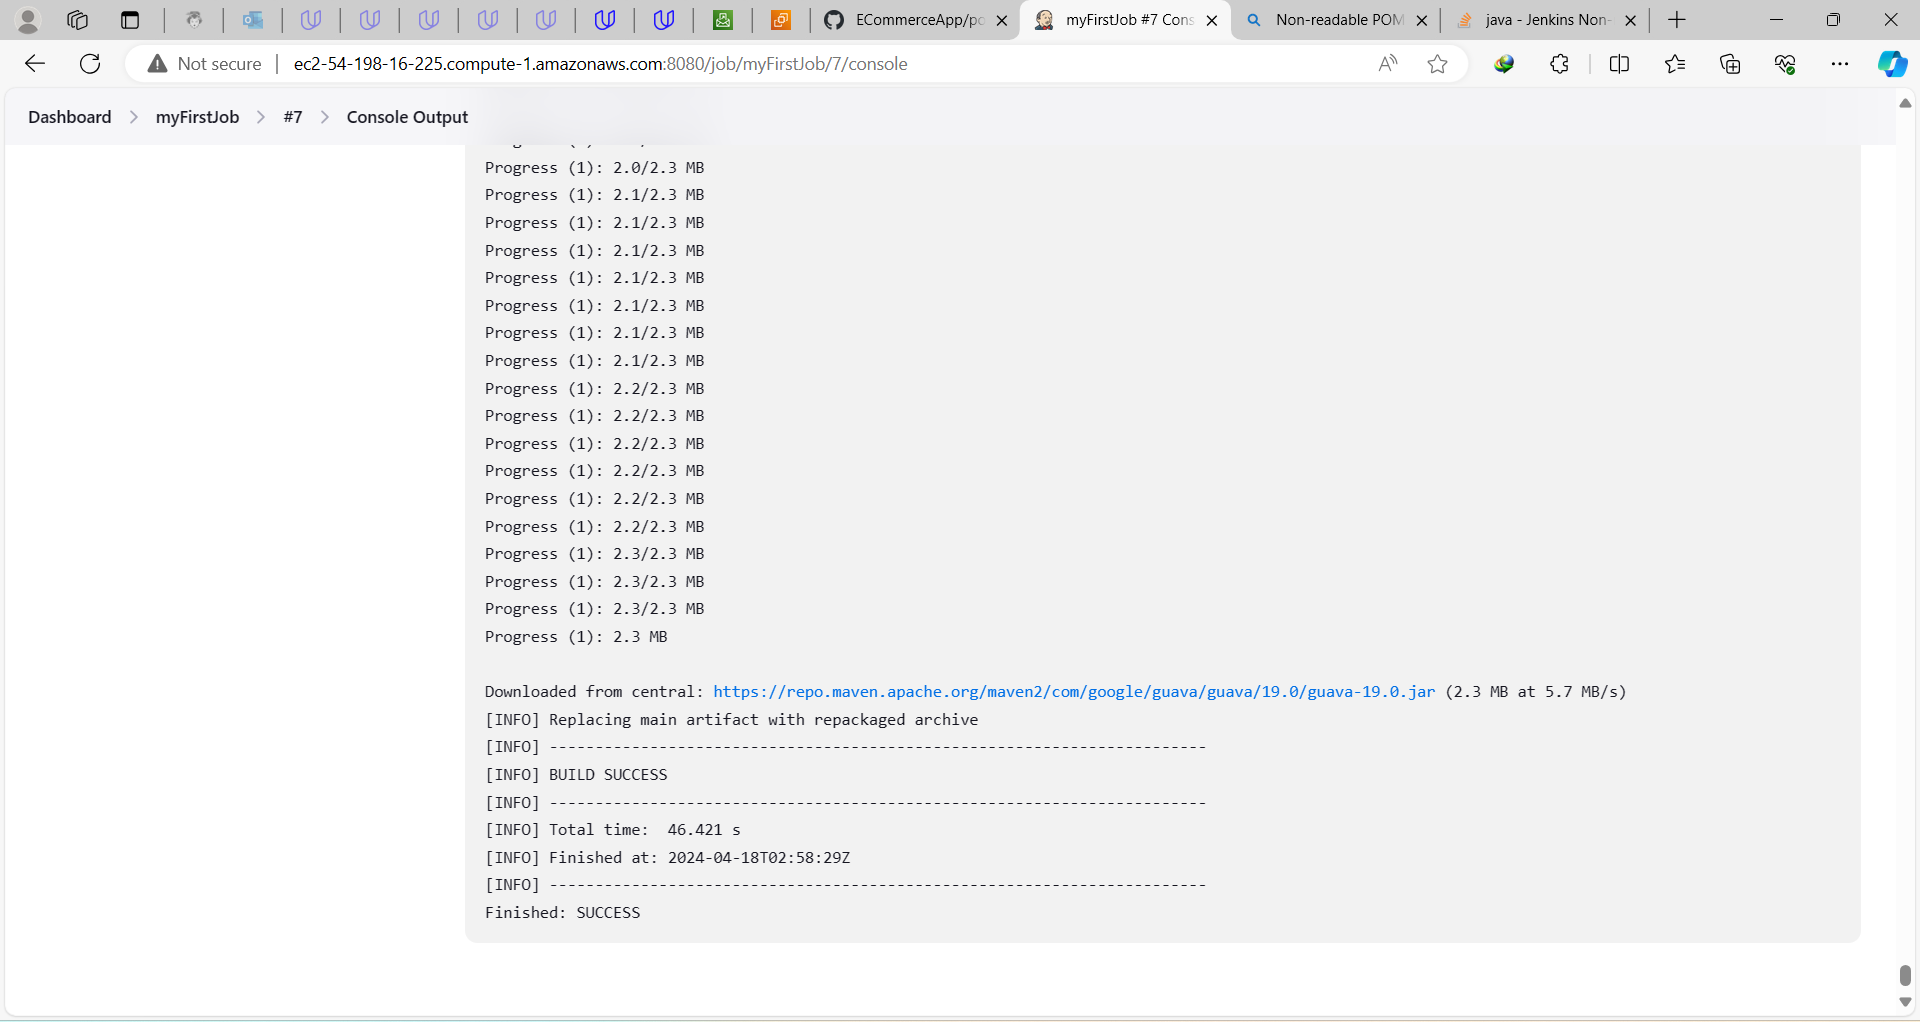 ECommerceApp/po
myFirstJob #7 Cons
Non-readable POM
java - Jenkins Non-
Not secure
ec2-54-198-16-225.compute-1.amazonaws.com:8080/job/myFirstJob/7/console
Dashboard > myFirstJob > #7 > Console Output
Progress (1): 2.0/2.3 MB
Progress (1): 2.1/2.3 MB
Progress (1): 2.1/2.3 MB
Progress (1): 2.1/2.3 MB
Progress (1): 2.1/2.3 MB
Progress (1): 2.1/2.3 MB
Progress (1): 2.1/2.3 MB
Progress (1): 2.1/2.3 MB
Progress (1): 2.2/2.3 MB
Progress (1): 2.2/2.3 MB
Progress (1): 2.2/2.3 MB
Progress (1): 2.2/2.3 MB
Progress (1): 2.2/2.3 MB
Progress (1): 2.2/2.3 MB
Progress (1): 2.3/2.3 MB
Progress (1): 2.3/2.3 MB
Progress (1): 2.3/2.3 MB
Progress (1): 2.3 MB
Downloaded from central: https://repo.maven.apache.org/maven2/com/google/guava/guava/19.0/guava-19.0.jar (2.3 MB at 5.7 MB/s)
[INFO] Replacing main artifact with repackaged archive
[INFO] ------------------------------------------------------------------------
[INFO] BUILD SUCCESS
[INFO] ------------------------------------------------------------------------
[INFO] Total time:  46.421 s
[INFO] Finished at: 2024-04-18T02:58:29Z
[INFO] ------------------------------------------------------------------------
Finished: SUCCESS